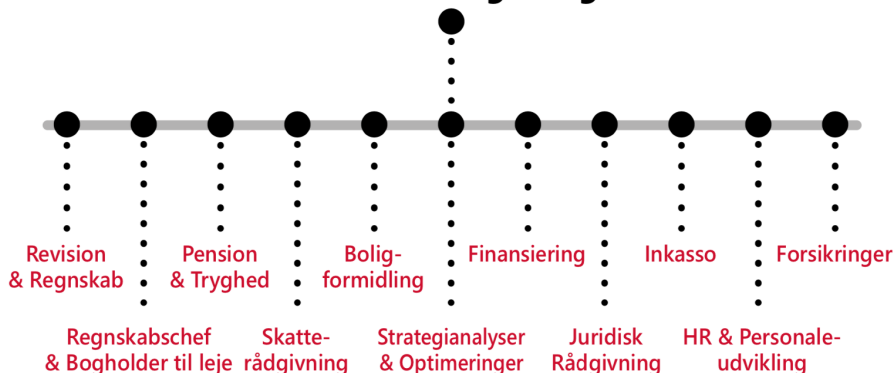 Revision
& Regnskab
Pension
& Tryghed
Bolig-
formidling
Finansiering
Inkasso
Forsikringer
Regnskabschef
& Bogholder til leje
Skatte-
rådgivning
Strategianalyser
& Optimeringer
Juridisk
Rådgivning
HR & Personale-
udvikling